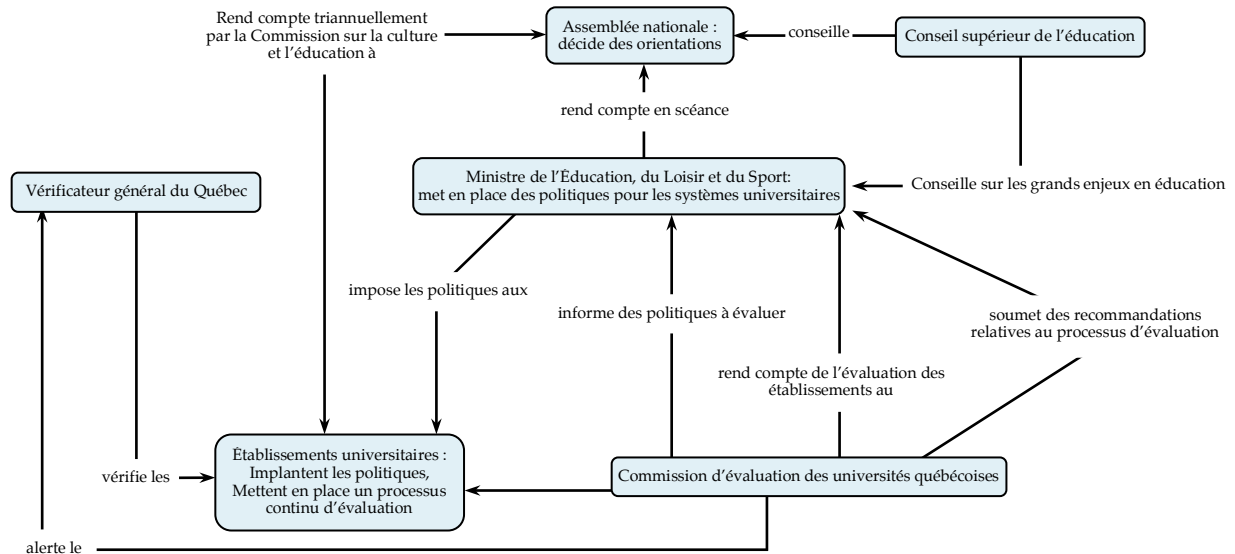 Rend compte triannuellement
par la Commission sur la culture
et l'éducation à
Assemblée nationale :
décide des orientations
conseille
Conseil supérieur de l'éducation
rend compte en scéance
Vérificateur général du Québec
Ministre de l'Éducation, du Loisir et du Sport:
met en place des politiques pour les systèmes universitaires
Conseille sur les grands enjeux en éducation
impose les politiques aux
informe des politiques à évaluer
soumet des recommandations
relatives au processus d'évaluation
rend compte de l'évaluation des
établissements au
vérifie les
Établissements universitaires :
Implantent les politiques,
Mettent en place un processus
continu d'évaluation
Commission d'évaluation des universités québécoises
alerte le